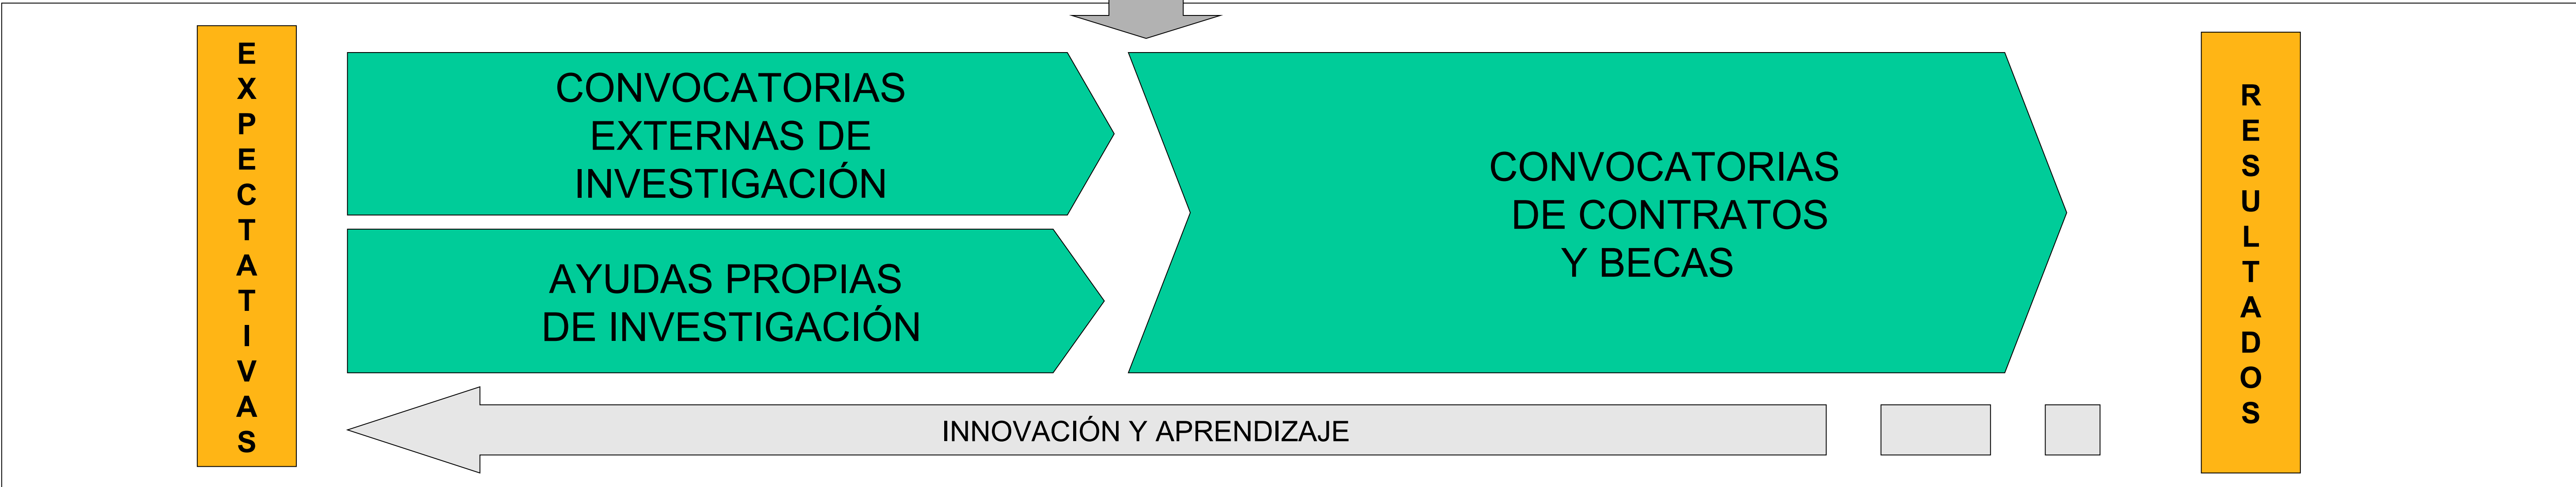 EXPECTATIVAS
CONVOCATORIAS
EXTERNAS DE
INVESTIGACIÓN
AYUDAS PROPIAS
DE INVESTIGACIÓN
CONVOCATORIAS
DE CONTRATOS
Y BECAS
RESULTADOS
INNOVACIÓN Y APRENDIZAJE